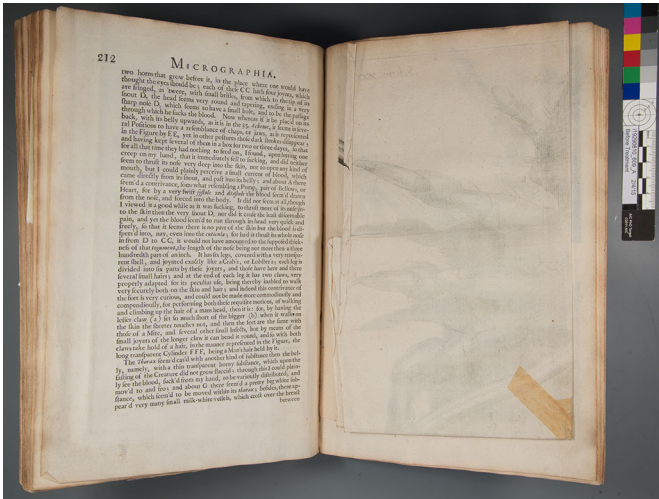 212 MICROGRAPHIA.
two horns that grow before it, in the place where one would have
thought the eyes should be; each of these CC hath four joynts, which
are fringed, as 'twere, with small bristles, from which to the tip of its
snout D, the head seems very round and tapering, ending in a very
sharp nose D, which seems to have a small hole, and to be the passage
through which he sucks the blood. Now whereas if it be plac'd on its
back, with its belly upwards, as it is in the 35. Scheme, it seems in seve-
ral Positions to have a resemblance of chaps, or jaws, as is represented
in the Figure by EE, yet in other postures those dark strokes disappear;
and having kept several of them in a box for two or three dayes, so that
for all that time they had nothing to feed on, I found, upon letting one
creep on my hand, that it immediately fell to sucking, and did neither
seem to thrust its nose very deep into the skin, nor to open any kind of
mouth, but I could plainly perceive a small current of blood, which
came directly from its snout, and past into its belly; and about A there
seem'd a contrivance, somewhat resembling a Pump, pair of Bellows, or
Heart, for by a very swift systole and diastole the blood seem'd drawn
from the nose, and forced into the body. It did not seem at all, though
I viewed it a good while as it was sucking, to thrust more of its nose in-
to the skin then the very snout D, nor did it cause the least discernable
pain, and yet the blood seem'd to run through its head very quick and
freely, so that it seems there is no part of the skin but the blood is dis-
pers'd into, nay, even into the cuticula; for had it thrust its whole nose
in from D to CC, it would not have amounted to the supposed thick-
ness of that tegument, the length of the nose being not more then a three
hundredth part of an inch. It has six legs, covered with a very transpa-
rent shell, and joynted exactly like a Crab's, or Lobster's; each leg is
divided into six parts by these joynts, and those have here and there
several small hairs; and at the end of each leg it has two claws, very
properly adapted for its peculiar use, being thereby inabled to walk
very securely both on the skin and hair; and indeed this contrivance of
the feet is very curious, and could not be made more commodiously and
compendiously, for performing both these requisite motions, of walking
and climbing up the hair of a mans head, then it is: for, by having the
lesser claw (a) set so much short of the bigger (b) when it walks on
the skin the shorter touches not, and then the feet are the same with
those of a Mite, and several other small Insects, but by means of the
small joynts of the longer claw it can bend it round, and so with both
claws take hold of a hair, in the manner represented in the Figure, the
long transparent Cylinder FFF, being a Man's hair held by it.
The Thorax seem'd cas'd with another kind of substance then the bel-
ly, namely, with a thin transparent horny substance, which upon the
fasting of the Creature did not grow flaccid; through this I could plain-
ly see the blood, suck'd from my hand, to be variously distributed, and
mov'd to and fro; and about G there seem'd a pretty big white sub-
stance, which seem'd to be moved within its thorax; besides, there ap-
pear'd very many small milk-white vessels, which crost over the breast
between
Before Treatment